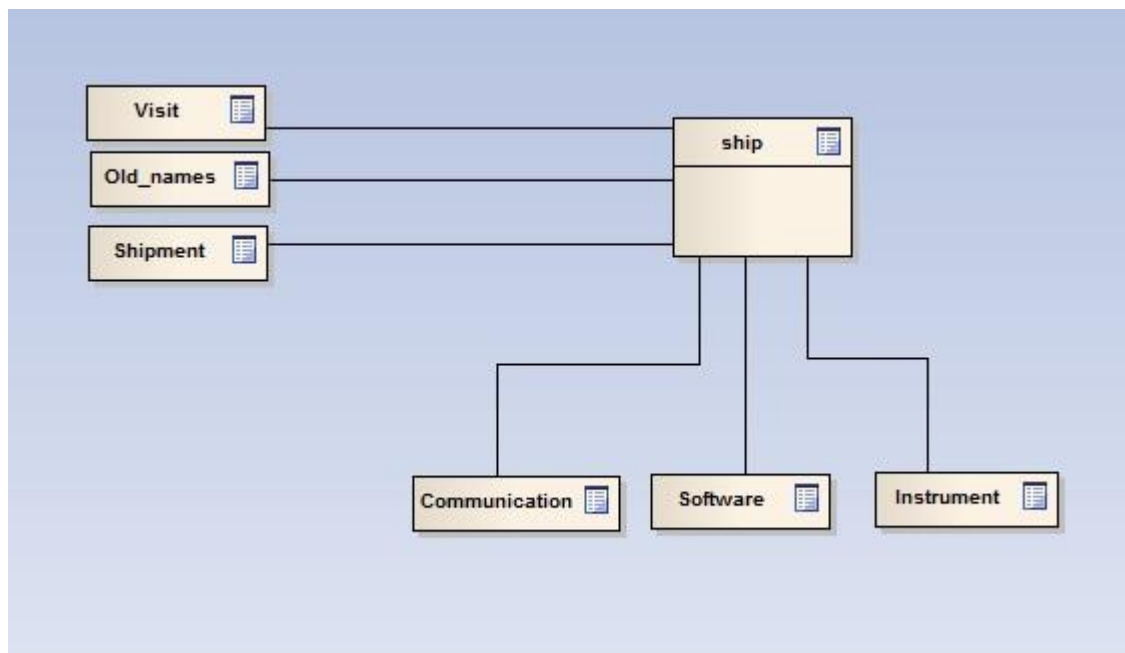 Visit
ship
Old_names
Shipment
Communication
Software
Instrument